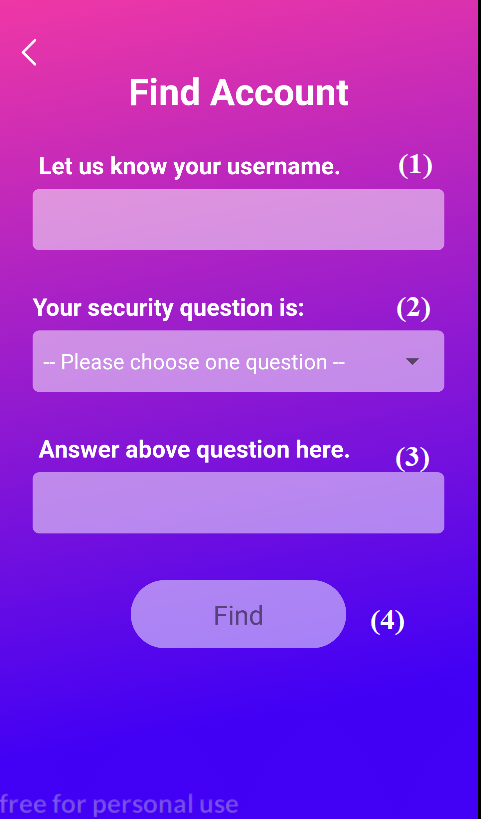 Find Account
Let us know your username. (1)
Your security question is: (2)
-- Please choose one question --
Answer above question here. (3)
Find (4)
free for personal use